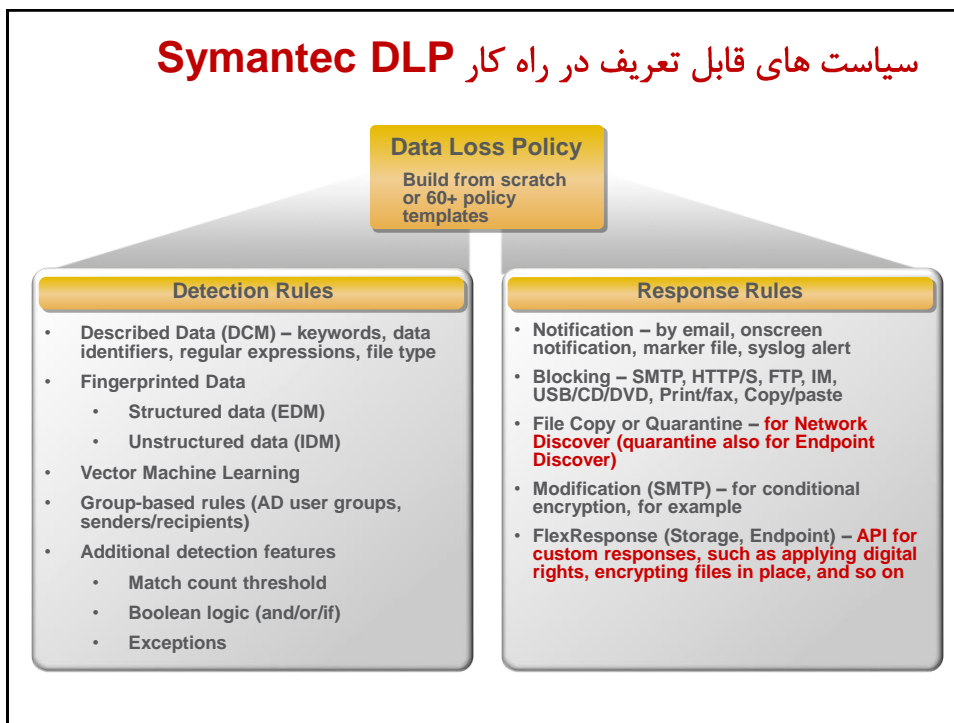 سیاست های قابل تعریف در راه کار Symantec DLP
Data Loss Policy
Build from scratch
or 60+ policy
templates
Detection Rules
• Described Data (DCM) – keywords, data
identifiers, regular expressions, file type
• Fingerprinted Data
• Structured data (EDM)
• Unstructured data (IDM)
• Vector Machine Learning
• Group-based rules (AD user groups,
senders/recipients)
• Additional detection features
• Match count threshold
• Boolean logic (and/or/if)
• Exceptions
Response Rules
• Notification – by email, onscreen
notification, marker file, syslog alert
• Blocking – SMTP, HTTP/S, FTP, IM,
USB/CD/DVD, Print/fax, Copy/paste
• File Copy or Quarantine – for Network
Discover (quarantine also for Endpoint
Discover)
• Modification (SMTP) – for conditional
encryption, for example
• FlexResponse (Storage, Endpoint) – API for
custom responses, such as applying digital
rights, encrypting files in place, and so on